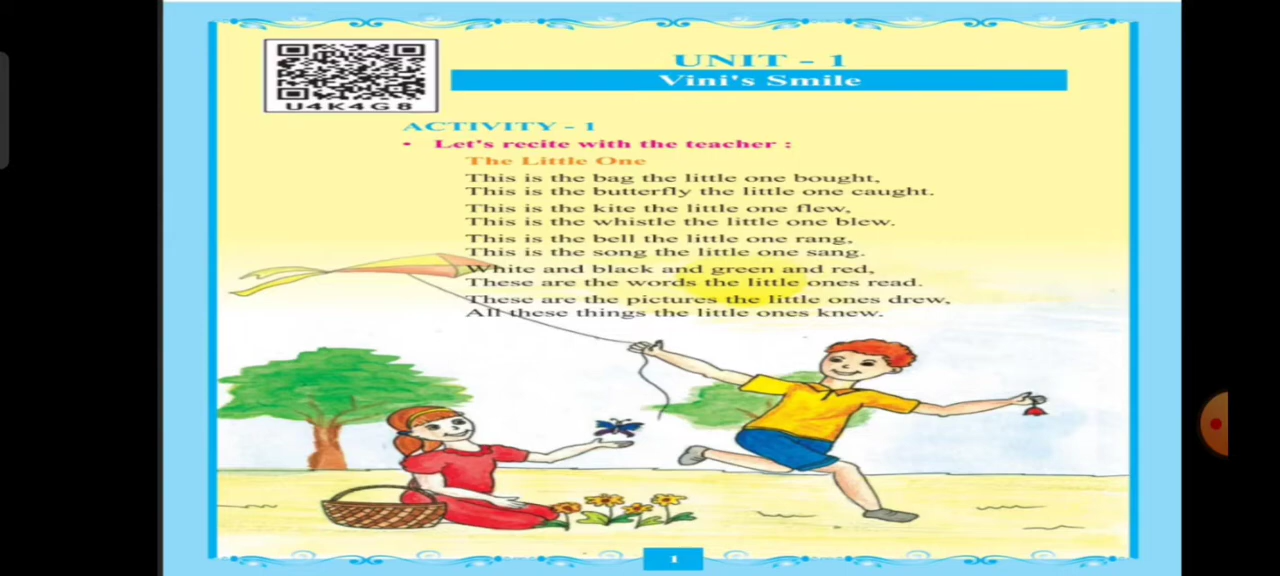 UNIT - 1
Vini's Smile
U4K4G8
ACTIVITY - 1
• Let's recite with the teacher :
The Little One
This is the bag the little one bought,
This is the butterfly the little one caught.
This is the kite the little one flew,
This is the whistle the little one blew.
This is the bell the little one rang,
This is the song the little one sang.
White and black and green and red,
These are the words the little ones read.
These are the pictures the little ones drew,
All these things the little ones knew.
1